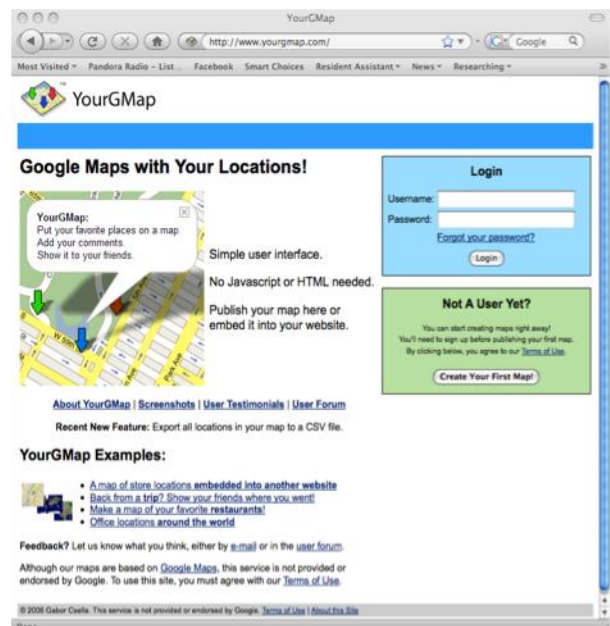 YourGMap
http://www.yourgmap.com/
Google
Most Visited
Pandora Radio – List...
Facebook
Smart Choices
Resident Assistant
News
Researching
YourGMap
Google Maps with Your Locations!
YourGMap:
Put your favorite places on a map.
Add your comments.
Show it to your friends.
W 59th
Park Ave
Simple user interface.
No Javascript or HTML needed.
Publish your map here or
embed it into your website.
About YourGMap | Screenshots | User Testimonials | User Forum
Recent New Feature: Export all locations in your map to a CSV file.
YourGMap Examples:
• A map of store locations embedded into another website
• Back from a trip? Show your friends where you went!
• Make a map of your favorite restaurants!
• Office locations around the world
Feedback? Let us know what you think, either by e-mail or in the user forum.
Although our maps are based on Google Maps, this service is not provided or
endorsed by Google. To use this site, you must agree with our Terms of Use.
Login
Username:
Password:
Forgot your password?
Login
Not A User Yet?
You can start creating maps right away!
You'll need to sign up before publishing your first map.
By clicking below, you agree to our Terms of Use.
Create Your First Map!
© 2006 Gabor Cselle. This service is not provided or endorsed by Google. Terms of Use | About this Site
Done